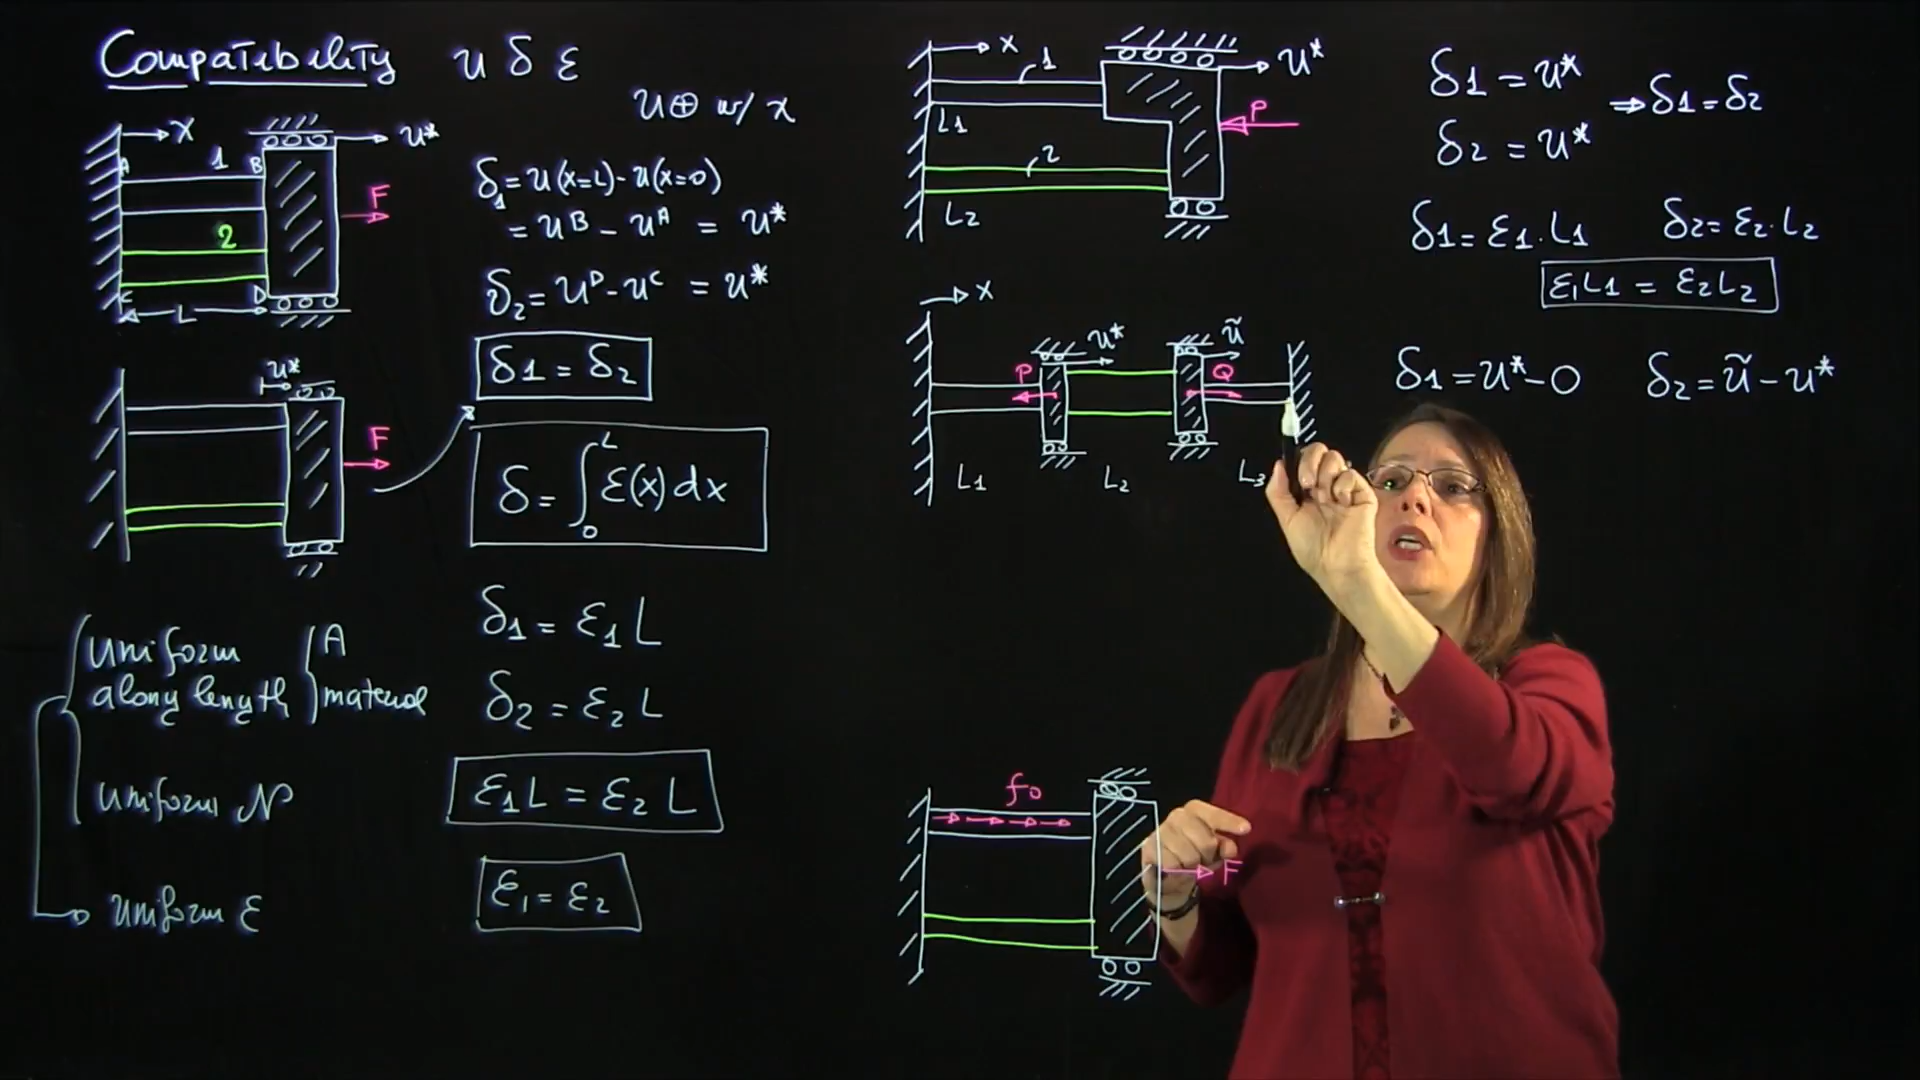 Compatibility u δ ε
u⊕ w/ x
x
u*
A
1
B
F
2
C
L
D
δ1 = u(x=L) - u(x=0)
= uB - uA = u*
δ2 = uD - uC = u*
δ1 = δ2
u*
F
δ = ∫0L ε(x) dx
δ1 = ε1 L
δ2 = ε2 L
ε1 L = ε2 L
ε1 = ε2
uniform along length
A
material
uniform N
uniform ε
x
1
u*
L1
P
2
L2
δ1 = u*
δ2 = u*
⇒ δ1 = δ2
δ1 = ε1 . L1
δ2 = ε2 . L2
ε1L1 = ε2L2
x
u*
ũ
P
Q
L1
L2
L3
δ1 = u* - 0
δ2 = ũ - u*
f0
F